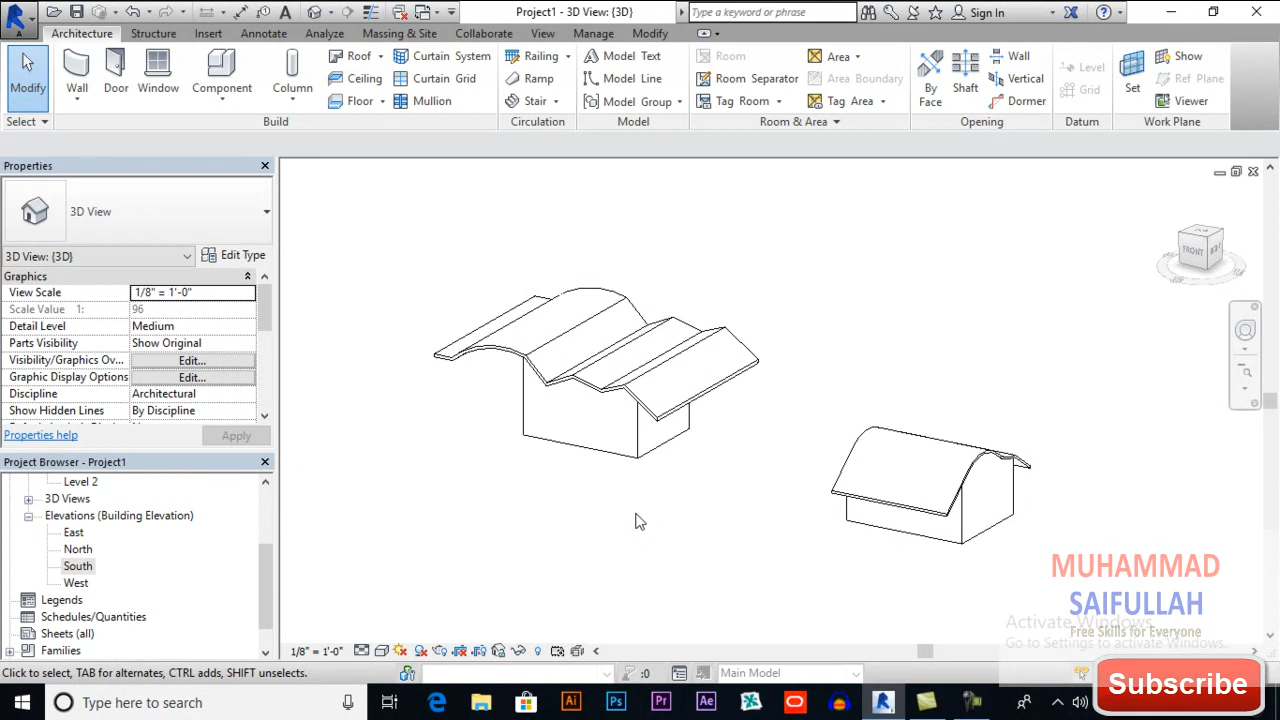 Project1 - 3D View: {3D}
Type a keyword or phrase
Sign In
Architecture
Structure
Insert
Annotate
Analyze
Massing & Site
Collaborate
View
Manage
Modify
Modify
Wall
Door
Window
Component
Column
Roof
Ceiling
Floor
Curtain System
Curtain Grid
Mullion
Railing
Ramp
Stair
Model Text
Model Line
Model Group
Room
Room Separator
Tag Room
Area
Area Boundary
Tag Area
By Face
Shaft
Wall
Vertical
Dormer
Level
Grid
Set
Show
Ref Plane
Viewer
Select
Build
Circulation
Model
Room & Area
Opening
Datum
Work Plane
Properties
3D View
3D View: {3D}
Edit Type
Graphics
View Scale 1/8" = 1'-0"
Scale Value 1: 96
Detail Level Medium
Parts Visibility Show Original
Visibility/Graphics Ov... Edit...
Graphic Display Options Edit...
Discipline Architectural
Show Hidden Lines By Discipline
Properties help
Apply
Project Browser - Project1
Level 2
3D Views
Elevations (Building Elevation)
East
North
South
West
Legends
Schedules/Quantities
Sheets (all)
Families
FRONT
MUHAMMAD
SAIFULLAH
Free Skills for Everyone
Activate Windows
Go to Settings to activate Windows.
1/8" = 1'-0"
Click to select, TAB for alternates, CTRL adds, SHIFT unselects.
:0
Main Model
Subscribe
Type here to search